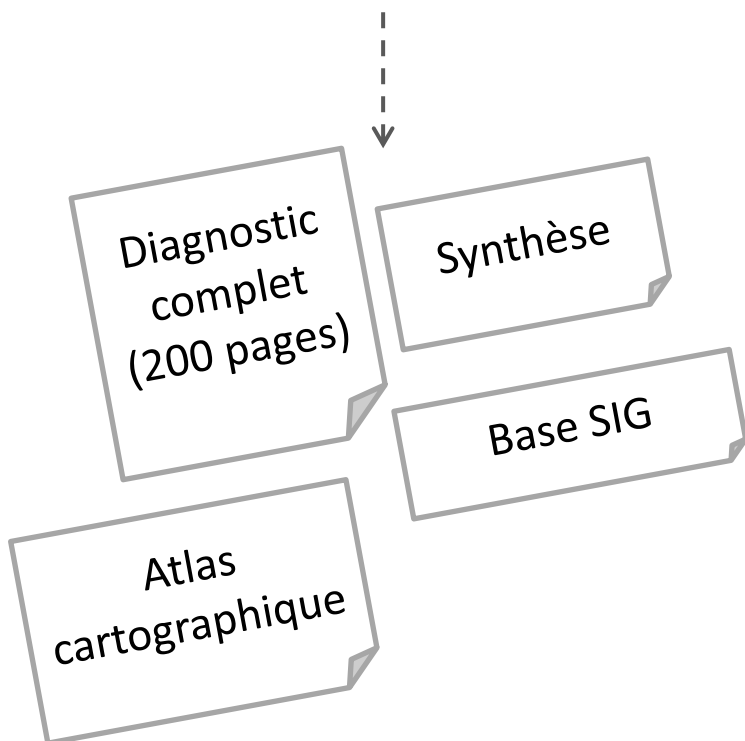 Diagnostic
complet
(200 pages)
Synthèse
Base SIG
Atlas
cartographique